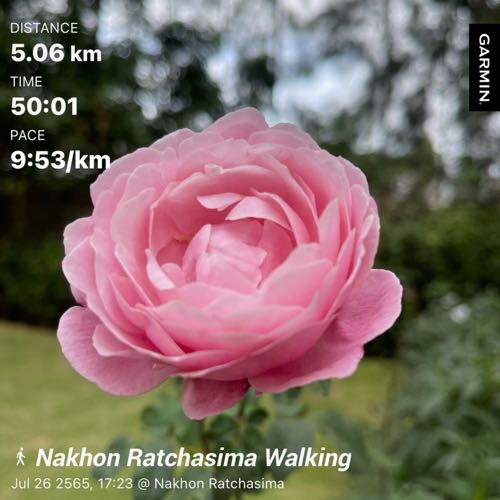 DISTANCE
5.06 km
TIME
50:01
PACE
9:53/km
GARMIN.
Nakhon Ratchasima Walking
Jul 26 2565, 17:23 @ Nakhon Ratchasima